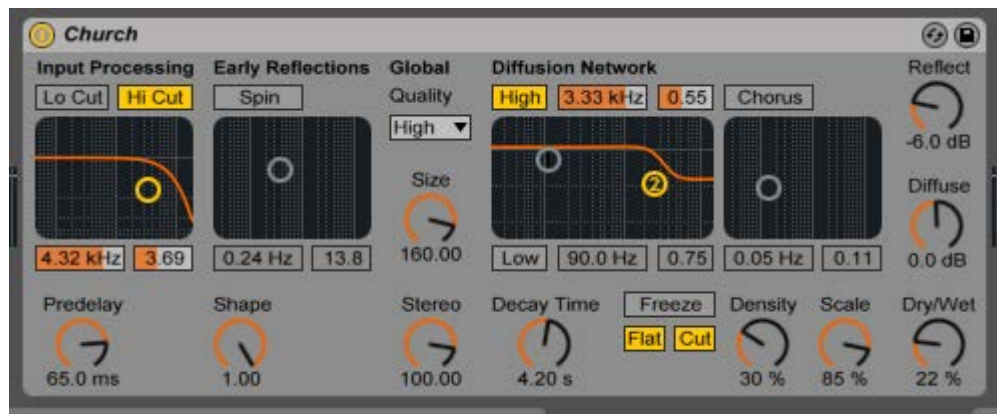 Church
Input Processing Early Reflections Global Diffusion Network Reflect
Lo Cut Hi Cut Spin Quality High 3.33 kHz 0.55 Chorus
High
-6.0 dB
2
Size Diffuse
4.32 kHz 3.69 0.24 Hz 13.8 160.00 Low 90.0 Hz 0.75 0.05 Hz 0.11 0.0 dB
Predelay Shape Stereo Decay Time Freeze Density Scale Dry/Wet
Flat Cut
65.0 ms 1.00 100.00 4.20 s 30 % 85 % 22 %